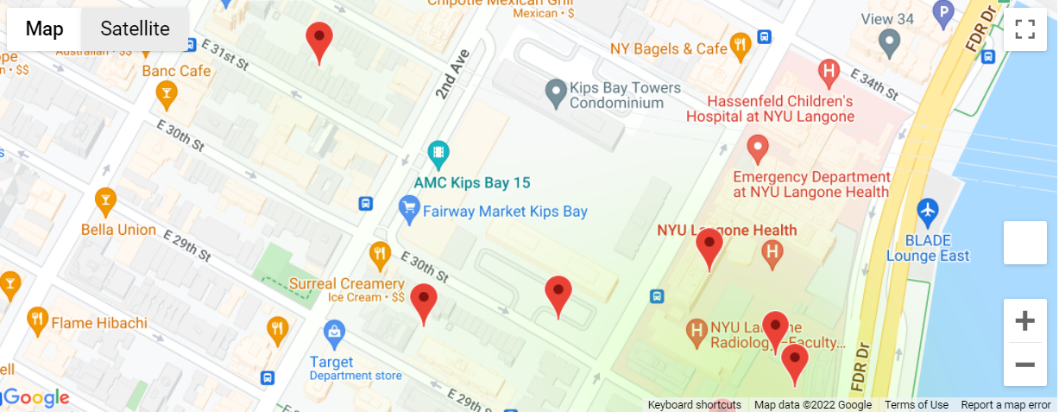 Map
Satellite
Chipotle Mexican Grill
Mexican • $
$$
Australian • $$
Banc Cafe
E 31st St
2nd Ave
NY Bagels & Cafe
View 34
P
FDR Dr
E 34th St
Kips Bay Towers
Condominium
H
Hassenfeld Children's
Hospital at NYU Langone
E 30th St
AMC Kips Bay 15
Emergency Department
at NYU Langone Health
Fairway Market Kips Bay
Bella Union
E 29th St
NYU Langone Health
H
BLADE
Lounge East
E 30th St
Surreal Creamery
Ice Cream • $$
Flame Hibachi
Target
Department store
H
NYU Langone
Radiology—Faculty...
FDR Dr
E 29th St
Google
Keyboard shortcuts
Map data ©2022 Google
Terms of Use
Report a map error